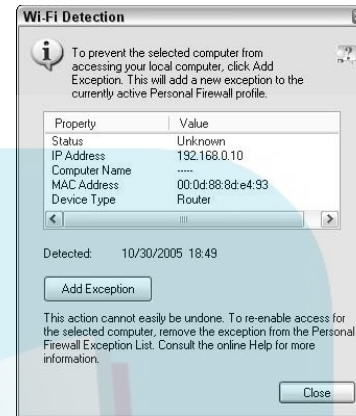 Wi-Fi Detection
To prevent the selected computer from
accessing your local computer, click Add
Exception. This will add a new exception to the
currently active Personal Firewall profile.
Property Value
Status Unknown
IP Address 192.168.0.10
Computer Name -----
MAC Address 00:0d:88:8d:e4:93
Device Type Router
Detected: 10/30/2005 18:49
Add Exception
This action cannot easily be undone. To re-enable access for
the selected computer, remove the exception from the Personal
Firewall Exception List. Consult the online Help for more
information.
Close